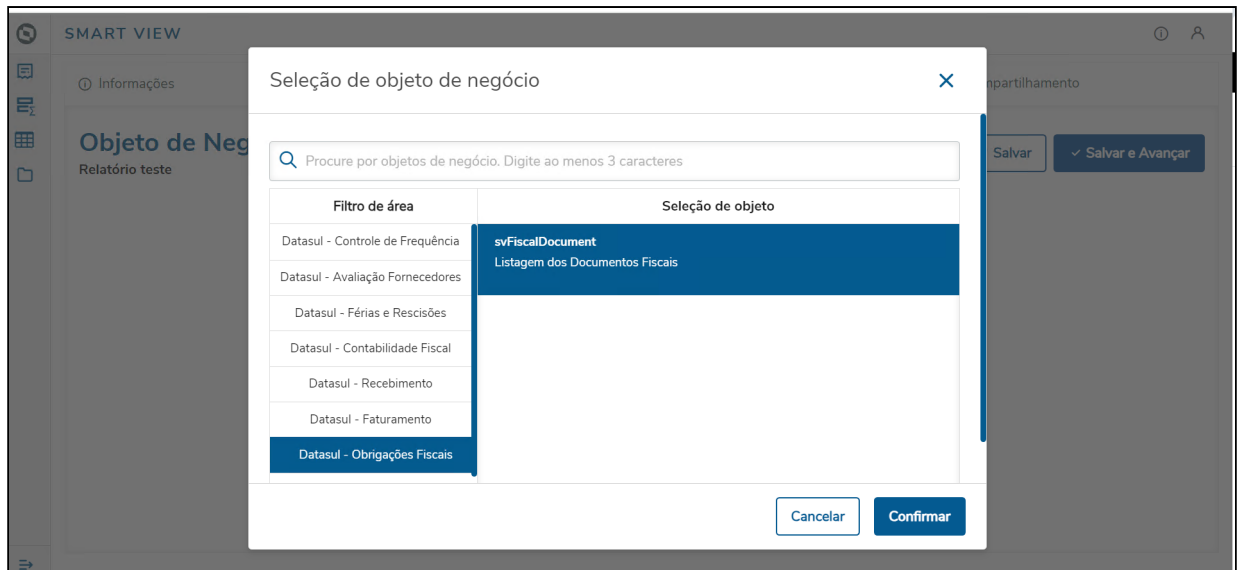 SMART VIEW
Informações
Seleção de objeto de negócio
mpartilhamento
Objeto de Neg
Relatório teste
Salvar
Salvar e Avançar
Procure por objetos de negócio. Digite ao menos 3 caracteres
Filtro de área
Seleção de objeto
Datasul - Controle de Frequência
Datasul - Avaliação Fornecedores
Datasul - Férias e Rescisões
Datasul - Contabilidade Fiscal
Datasul - Recebimento
Datasul - Faturamento
Datasul - Obrigações Fiscais
svFiscalDocument
Listagem dos Documentos Fiscais
Cancelar
Confirmar